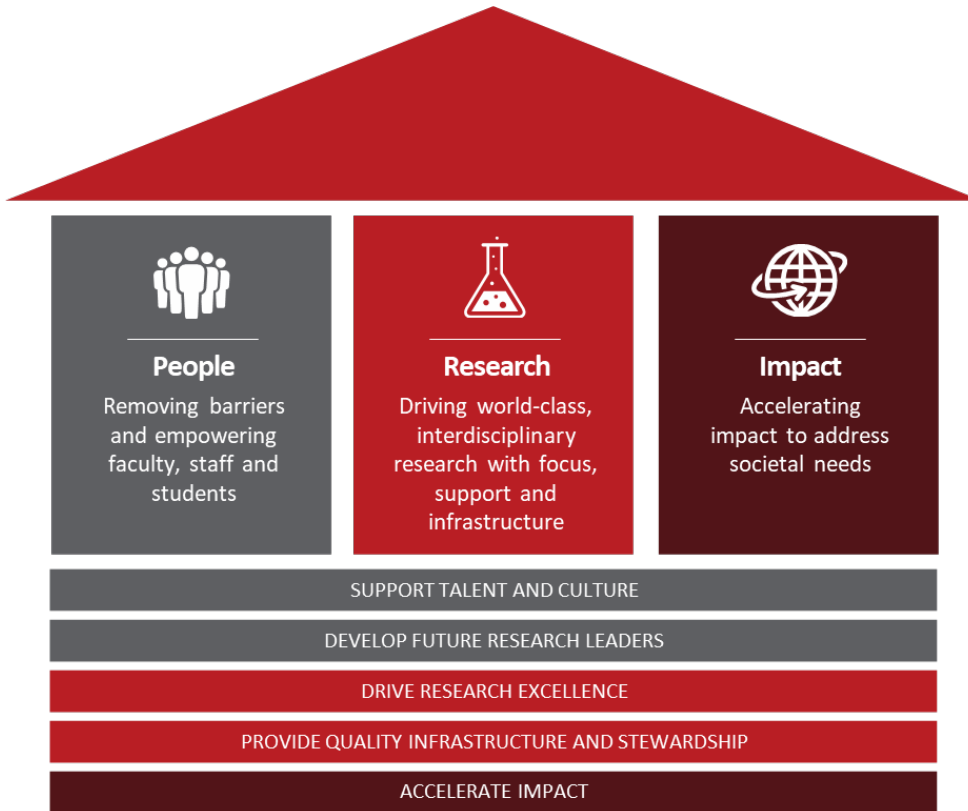 People
Removing barriers
and empowering
faculty, staff and
students
Research
Driving world-class,
interdisciplinary
research with focus,
support and
infrastructure
Impact
Accelerating
impact to address
societal needs
SUPPORT TALENT AND CULTURE
DEVELOP FUTURE RESEARCH LEADERS
DRIVE RESEARCH EXCELLENCE
PROVIDE QUALITY INFRASTRUCTURE AND STEWARDSHIP
ACCELERATE IMPACT